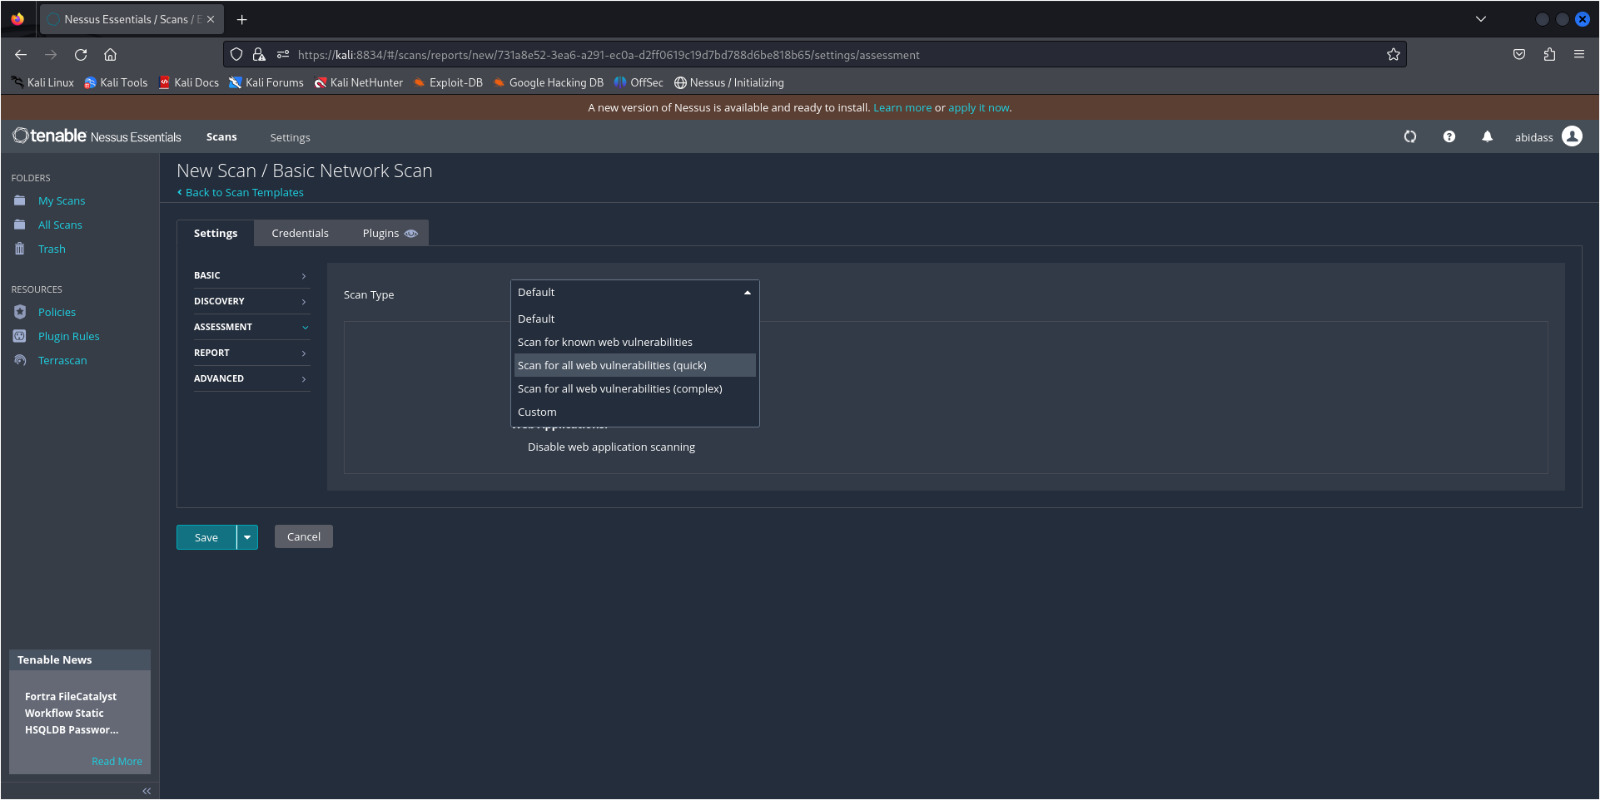 Nessus Essentials / Scans / E
https://kali:8834/#/scans/reports/new/731a8e52-3ea6-a291-ec0a-d2ff0619c19d7bd788d6be818b65/settings/assessment
Kali Linux Kali Tools Kali Docs Kali Forums Kali NetHunter Exploit-DB Google Hacking DB OffSec Nessus / Initializing
A new version of Nessus is available and ready to install. Learn more or apply it now.
tenable Nessus Essentials Scans Settings abidass
FOLDERS
My Scans
All Scans
Trash
RESOURCES
Policies
Plugin Rules
Terrascan
New Scan / Basic Network Scan
Back to Scan Templates
Settings Credentials Plugins
BASIC
DISCOVERY
ASSESSMENT
REPORT
ADVANCED
Scan Type Default
Default
Scan for known web vulnerabilities
Scan for all web vulnerabilities (quick)
Scan for all web vulnerabilities (complex)
Custom
Web Applications:
Disable web application scanning
Save Cancel
Tenable News
Fortra FileCatalyst
Workflow Static
HSQLDB Passwor...
Read More